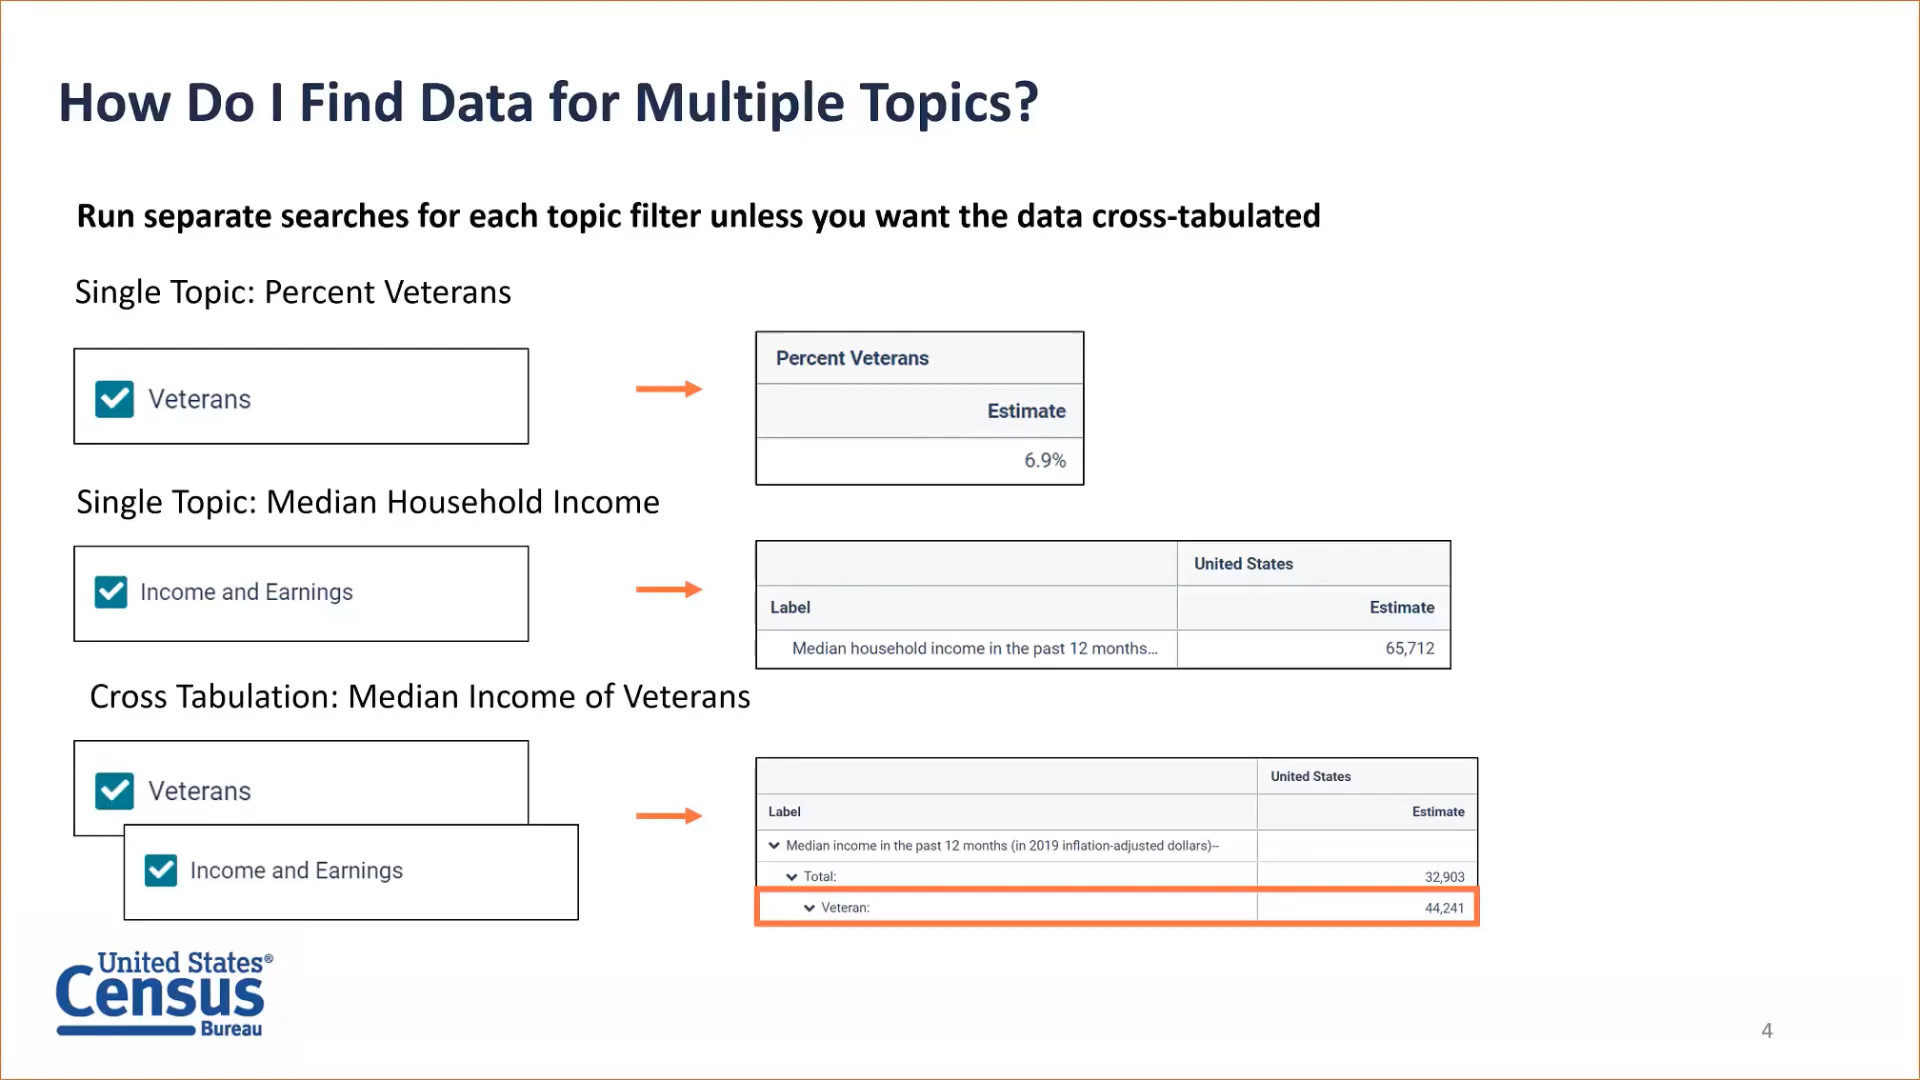 How Do I Find Data for Multiple Topics?
Run separate searches for each topic filter unless you want the data cross-tabulated
Single Topic: Percent Veterans
Veterans
Percent Veterans
Estimate
6.9%
Single Topic: Median Household Income
Income and Earnings
United States
Label Estimate
Median household income in the past 12 months... 65,712
Cross Tabulation: Median Income of Veterans
Veterans
Income and Earnings
United States
Label Estimate
Median income in the past 12 months (in 2019 inflation-adjusted dollars)--
Total: 32,903
Veteran: 44,241
United States®
Census
Bureau
4